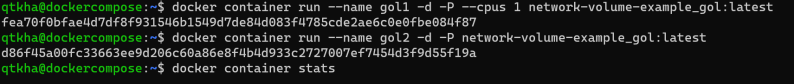 qtkha@dockercompose:~$ docker container run --name gol1 -d -P --cpus 1 network-volume-example_gol:latest
fea70f0bfae4d7df8f931546b1549d7de84d083f4785cde2ae6c0e0fbe084f87
qtkha@dockercompose:~$ docker container run --name gol2 -d -P network-volume-example_gol:latest
d86f45a00fc33663ee9d206c60a86e8f4b4d933c2727007ef7454d3f9d55f19a
qtkha@dockercompose:~$ docker container stats